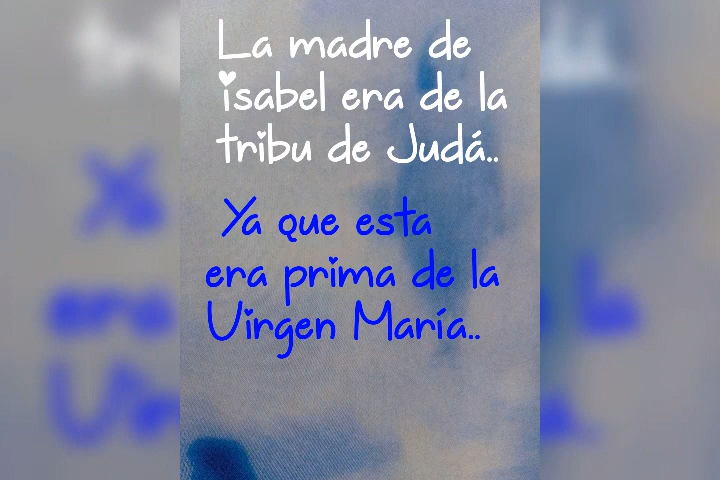 La madre de
isabel era de la
tribu de Judá..
Ya que esta
era prima de la
Virgen María..